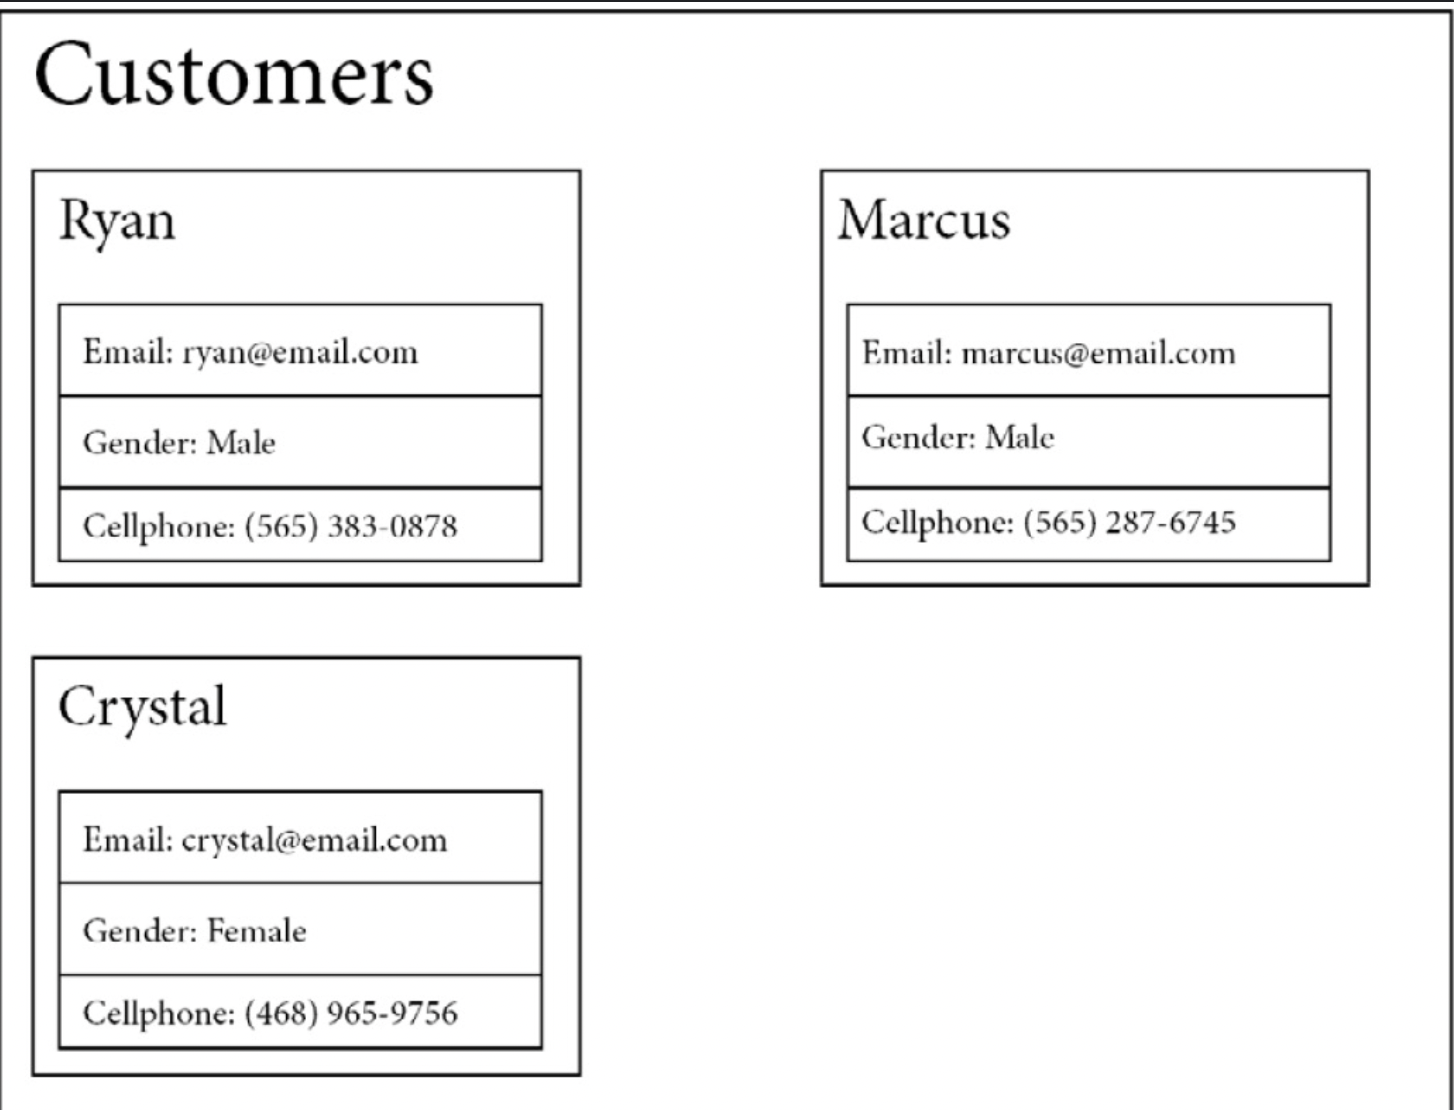 Customers
Ryan
Email: ryan@email.com
Gender: Male
Cellphone: (565) 383-0878
Marcus
Email: marcus@email.com
Gender: Male
Cellphone: (565) 287-6745
Crystal
Email: crystal@email.com
Gender: Female
Cellphone: (468) 965-9756